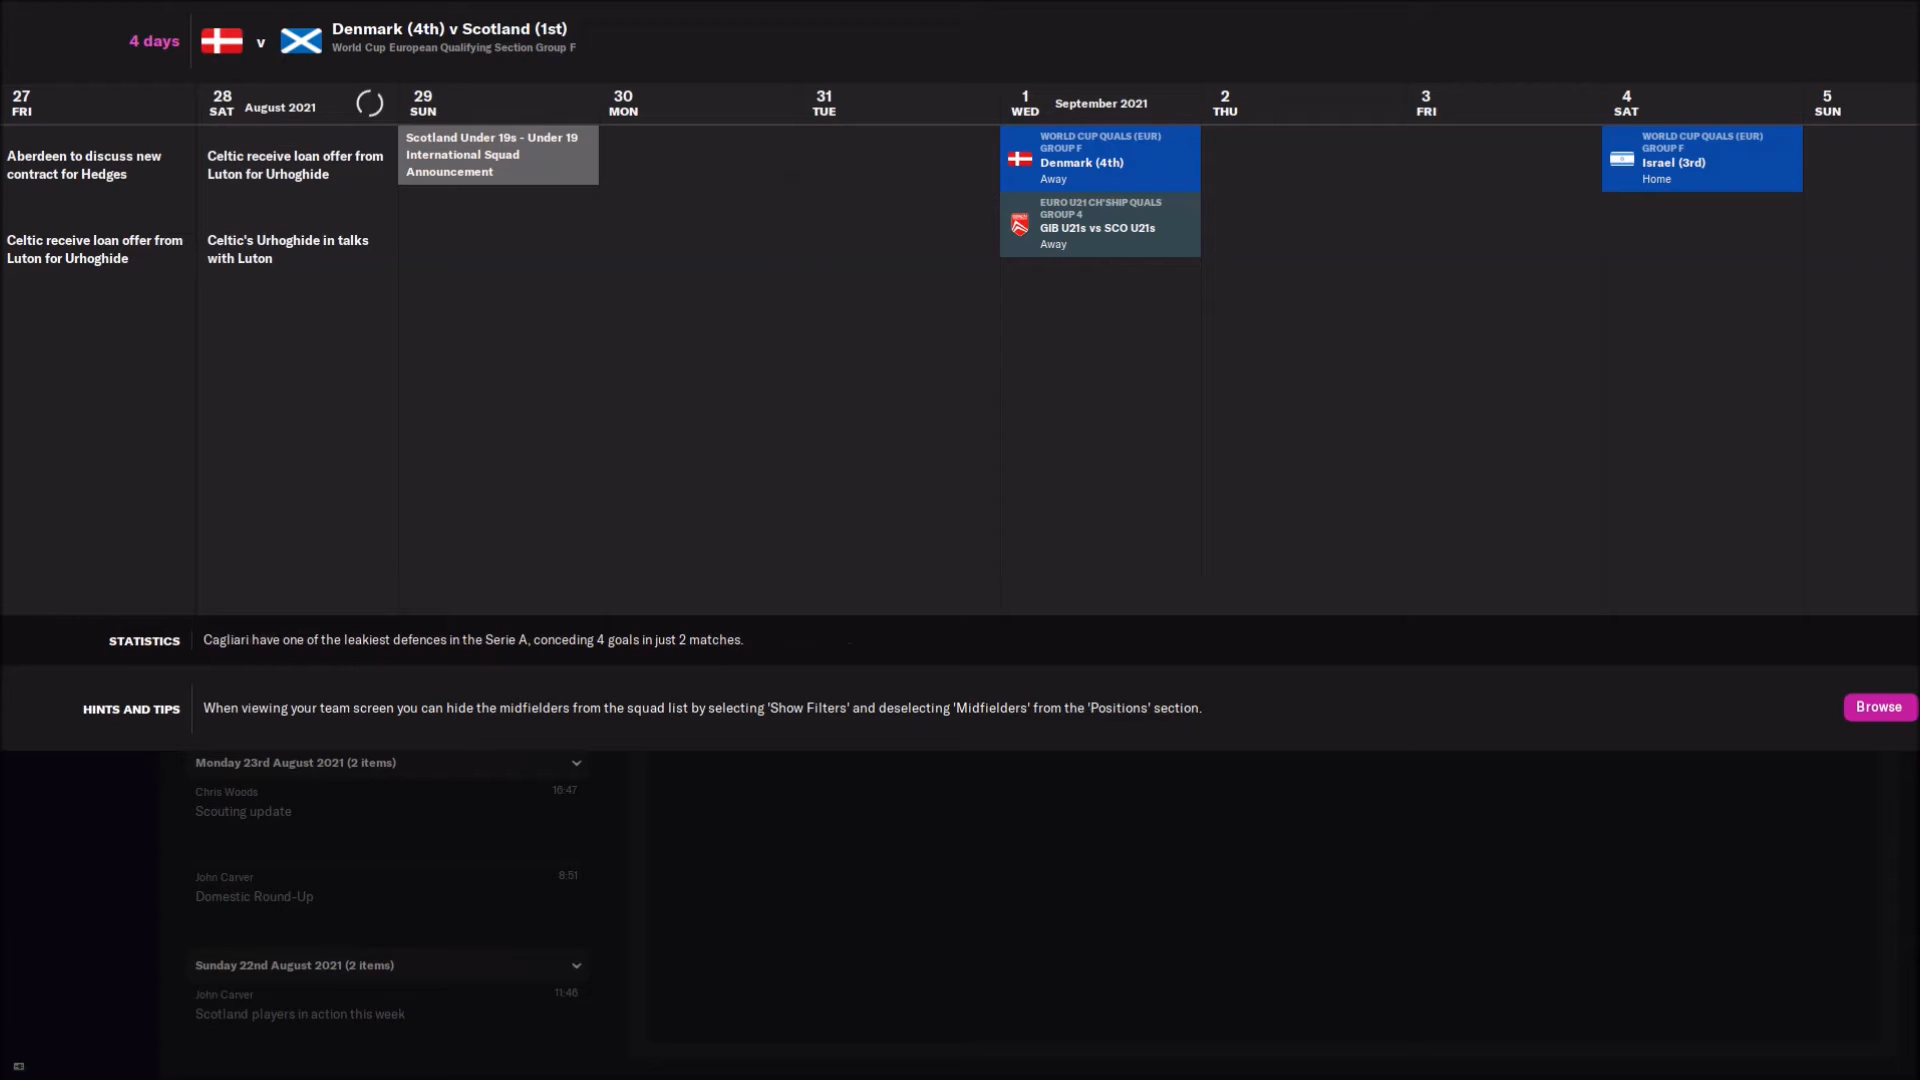 4 days
v
Denmark (4th) v Scotland (1st)
World Cup European Qualifying Section Group F
27
FRI
28
SAT
August 2021
29
SUN
30
MON
31
TUE
1
WED
September 2021
2
THU
3
FRI
4
SAT
5
SUN
Aberdeen to discuss new
contract for Hedges
Celtic receive loan offer from
Luton for Urhoghide
Celtic receive loan offer from
Luton for Urhoghide
Celtic's Urhoghide in talks
with Luton
Scotland Under 19s - Under 19
International Squad
Announcement
WORLD CUP QUALS (EUR)
GROUP F
Denmark (4th)
Away
EURO U21 CH'SHIP QUALS
GROUP 4
GIB U21s vs SCO U21s
Away
WORLD CUP QUALS (EUR)
GROUP F
Israel (3rd)
Home
STATISTICS
Cagliari have one of the leakiest defences in the Serie A, conceding 4 goals in just 2 matches.
HINTS AND TIPS
When viewing your team screen you can hide the midfielders from the squad list by selecting 'Show Filters' and deselecting 'Midfielders' from the 'Positions' section.
Browse
Monday 23rd August 2021 (2 items)
Chris Woods
16:47
Scouting update
John Carver
8:51
Domestic Round-Up
Sunday 22nd August 2021 (2 items)
John Carver
11:46
Scotland players in action this week